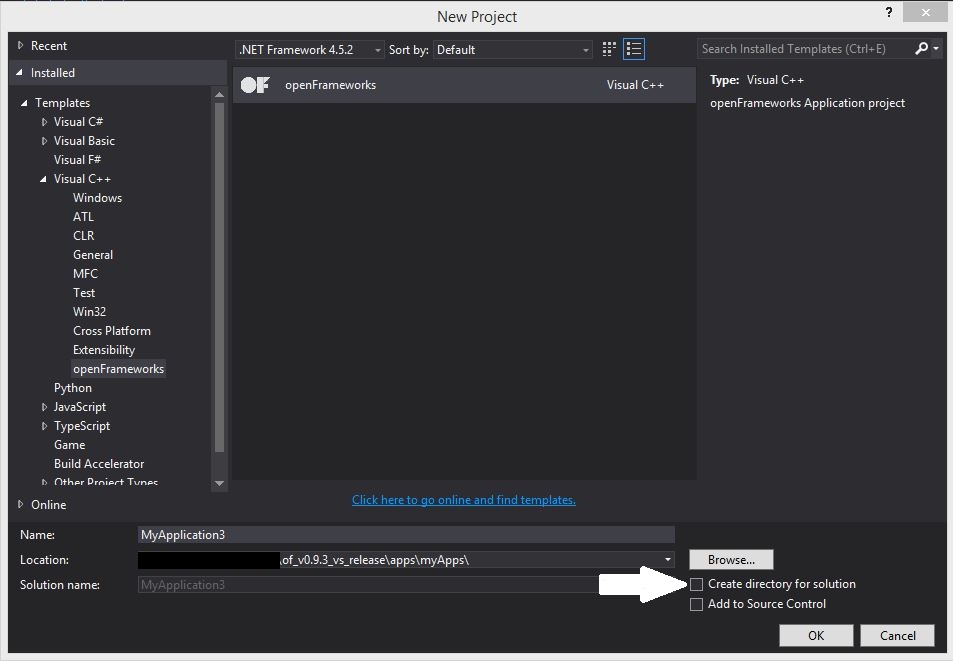 New Project
?
Recent
.NET Framework 4.5.2
Sort by:
Default
Search Installed Templates (Ctrl+E)
Installed
Templates
Visual C#
Visual Basic
Visual F#
Visual C++
Windows
ATL
CLR
General
MFC
Test
Win32
Cross Platform
Extensibility
openFrameworks
Python
JavaScript
TypeScript
Game
Build Accelerator
Other Project Types
Online
OF
openFrameworks
Visual C++
Type: Visual C++
openFrameworks Application project
Click here to go online and find templates.
Name:
MyApplication3
Location:
\of_v0.9.3_vs_release\apps\myApps\
Browse...
Solution name:
MyApplication3
Create directory for solution
Add to Source Control
OK
Cancel